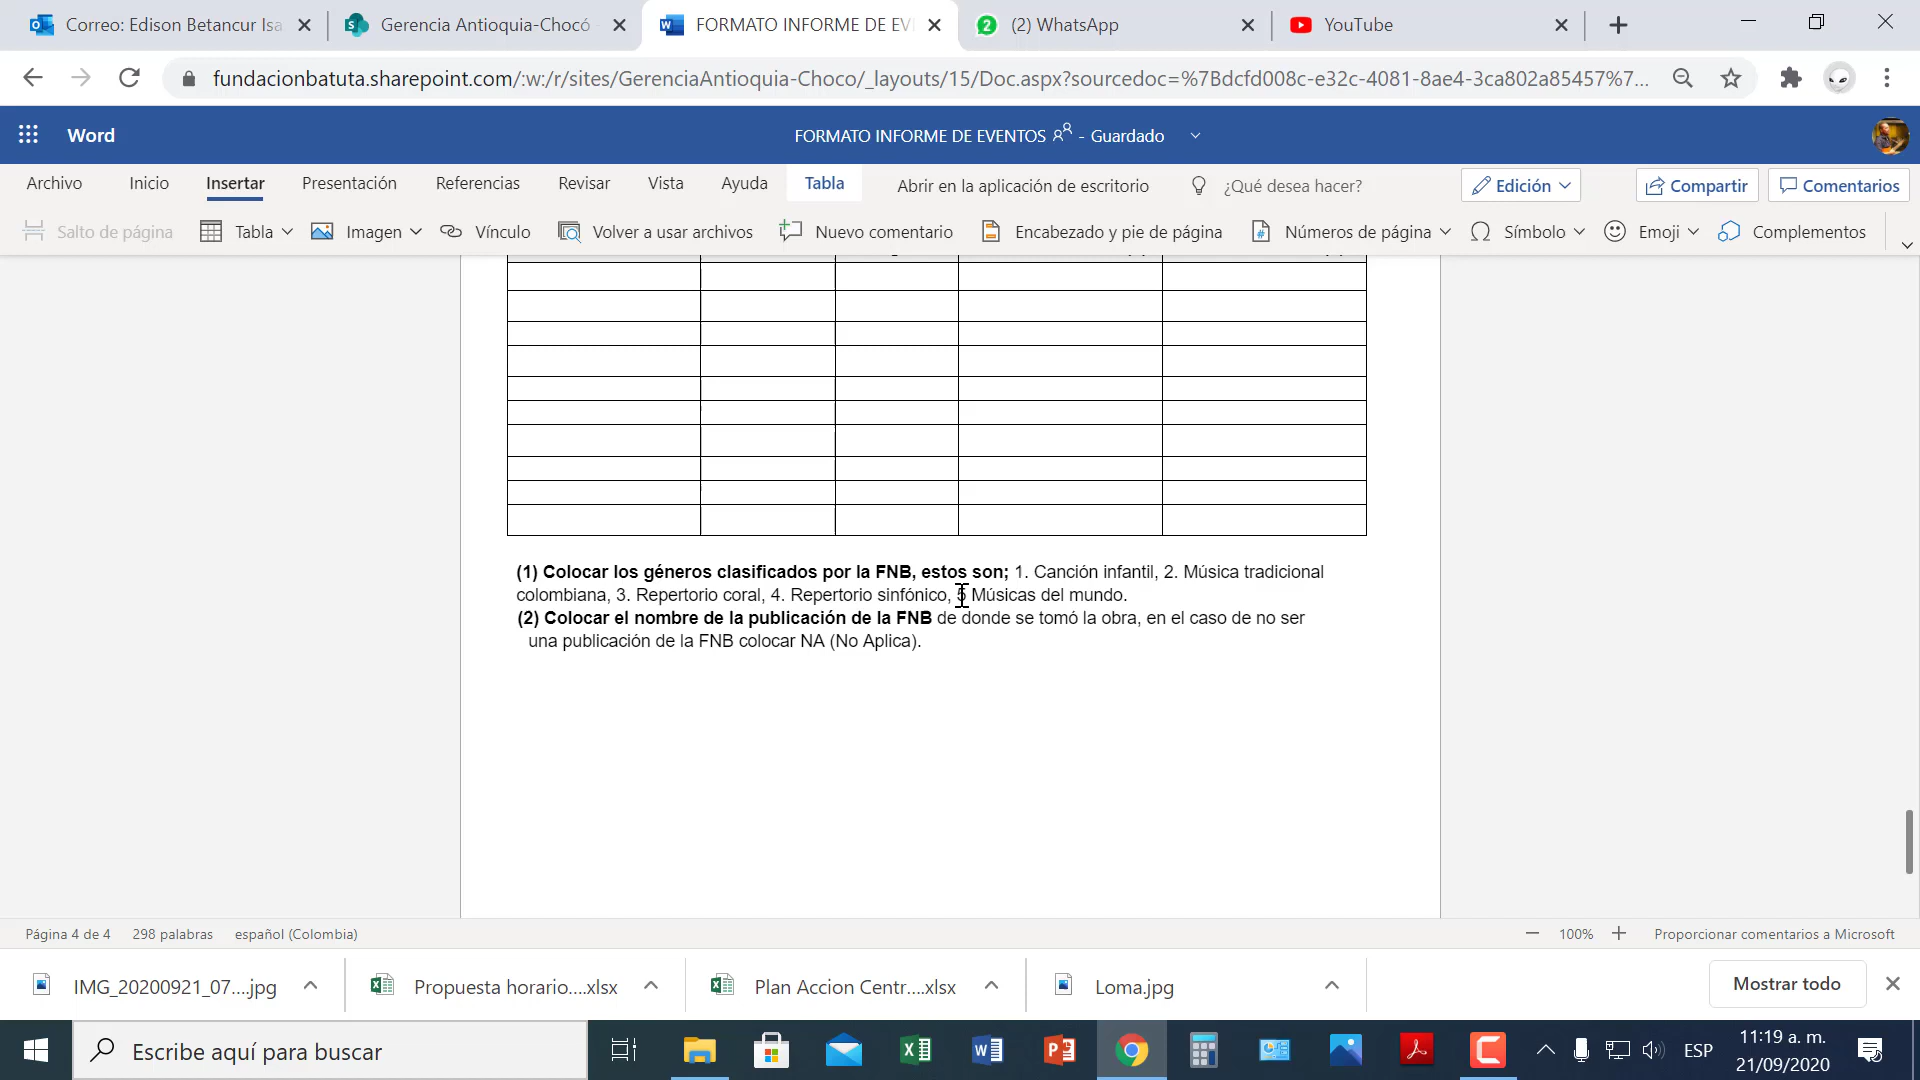 Correo: Edison Betancur Isa
Gerencia Antioquia-Chocó -
FORMATO INFORME DE EV
2 (2) WhatsApp
YouTube
fundacionbatuta.sharepoint.com/:w:/r/sites/GerenciaAntioquia-Choco/_layouts/15/Doc.aspx?sourcedoc=%7Bdcfd008c-e32c-4081-8ae4-3ca802a85457%7...
Word
FORMATO INFORME DE EVENTOS - Guardado
Archivo Inicio Insertar Presentación Referencias Revisar Vista Ayuda Tabla Abrir en la aplicación de escritorio ¿Qué desea hacer? Edición Compartir Comentarios
Salto de página Tabla Imagen Vínculo Volver a usar archivos Nuevo comentario Encabezado y pie de página Números de página Símbolo Emoji Complementos
(1) Colocar los géneros clasificados por la FNB, estos son; 1. Canción infantil, 2. Música tradicional
colombiana, 3. Repertorio coral, 4. Repertorio sinfónico, 5 Músicas del mundo.
(2) Colocar el nombre de la publicación de la FNB de donde se tomó la obra, en el caso de no ser
una publicación de la FNB colocar NA (No Aplica).
Página 4 de 4 298 palabras español (Colombia) 100% Proporcionar comentarios a Microsoft
IMG_20200921_07....jpg Propuesta horario....xlsx Plan Accion Centr....xlsx Loma.jpg Mostrar todo
Escribe aquí para buscar
ESP
11:19 a. m.
21/09/2020